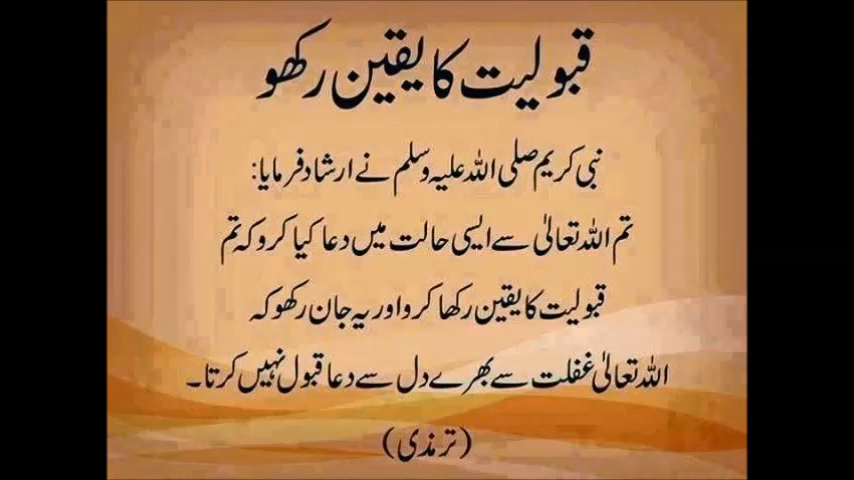 قبولیت کا یقین رکھو
نبی کریم صلی اللہ علیہ وسلم نے ارشاد فرمایا:
تم اللہ تعالیٰ سے ایسی حالت میں دعا کیا کرو کہ تم
قبولیت کا یقین رکھا کرو اور یہ جان رکھو کہ
اللہ تعالیٰ غفلت سے بھرے دل سے دعا قبول نہیں کرتا۔
(ترمذی)